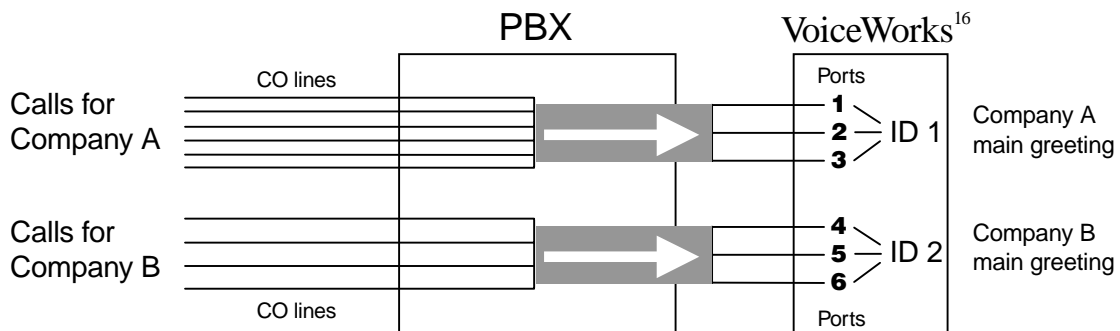 PBX
VoiceWorks16
CO lines
Ports
Calls for
Company A
1
2
3
ID 1
Company A
main greeting
Calls for
Company B
4
5
6
ID 2
Company B
main greeting
CO lines
Ports